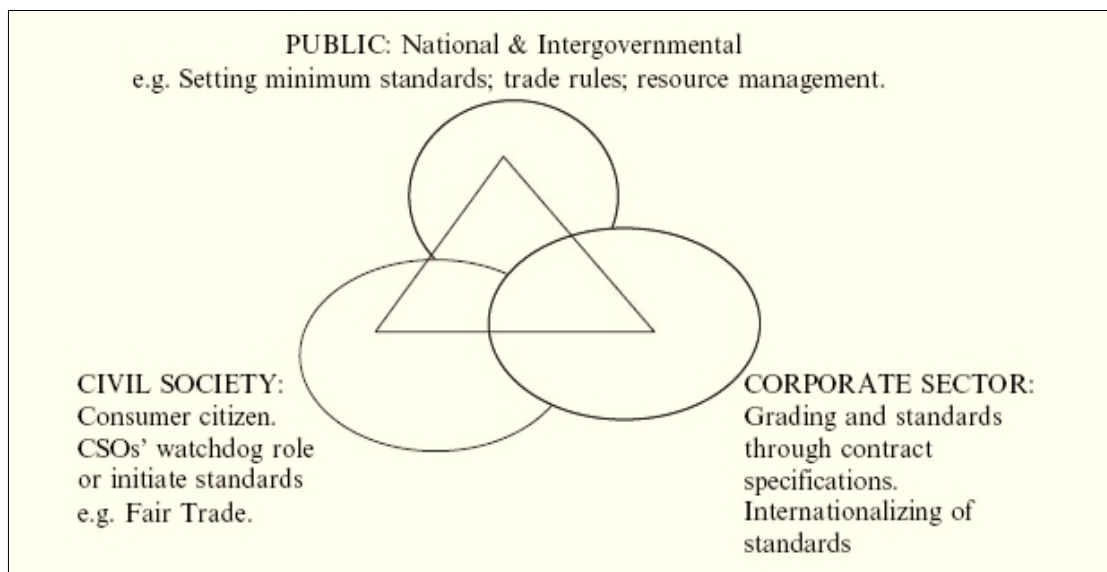 PUBLIC: National & Intergovernmental
e.g. Setting minimum standards; trade rules; resource management.
CIVIL SOCIETY:
Consumer citizen.
CSOs’ watchdog role
or initiate standards
e.g. Fair Trade.
CORPORATE SECTOR:
Grading and standards
through contract
specifications.
Internationalizing of
standards